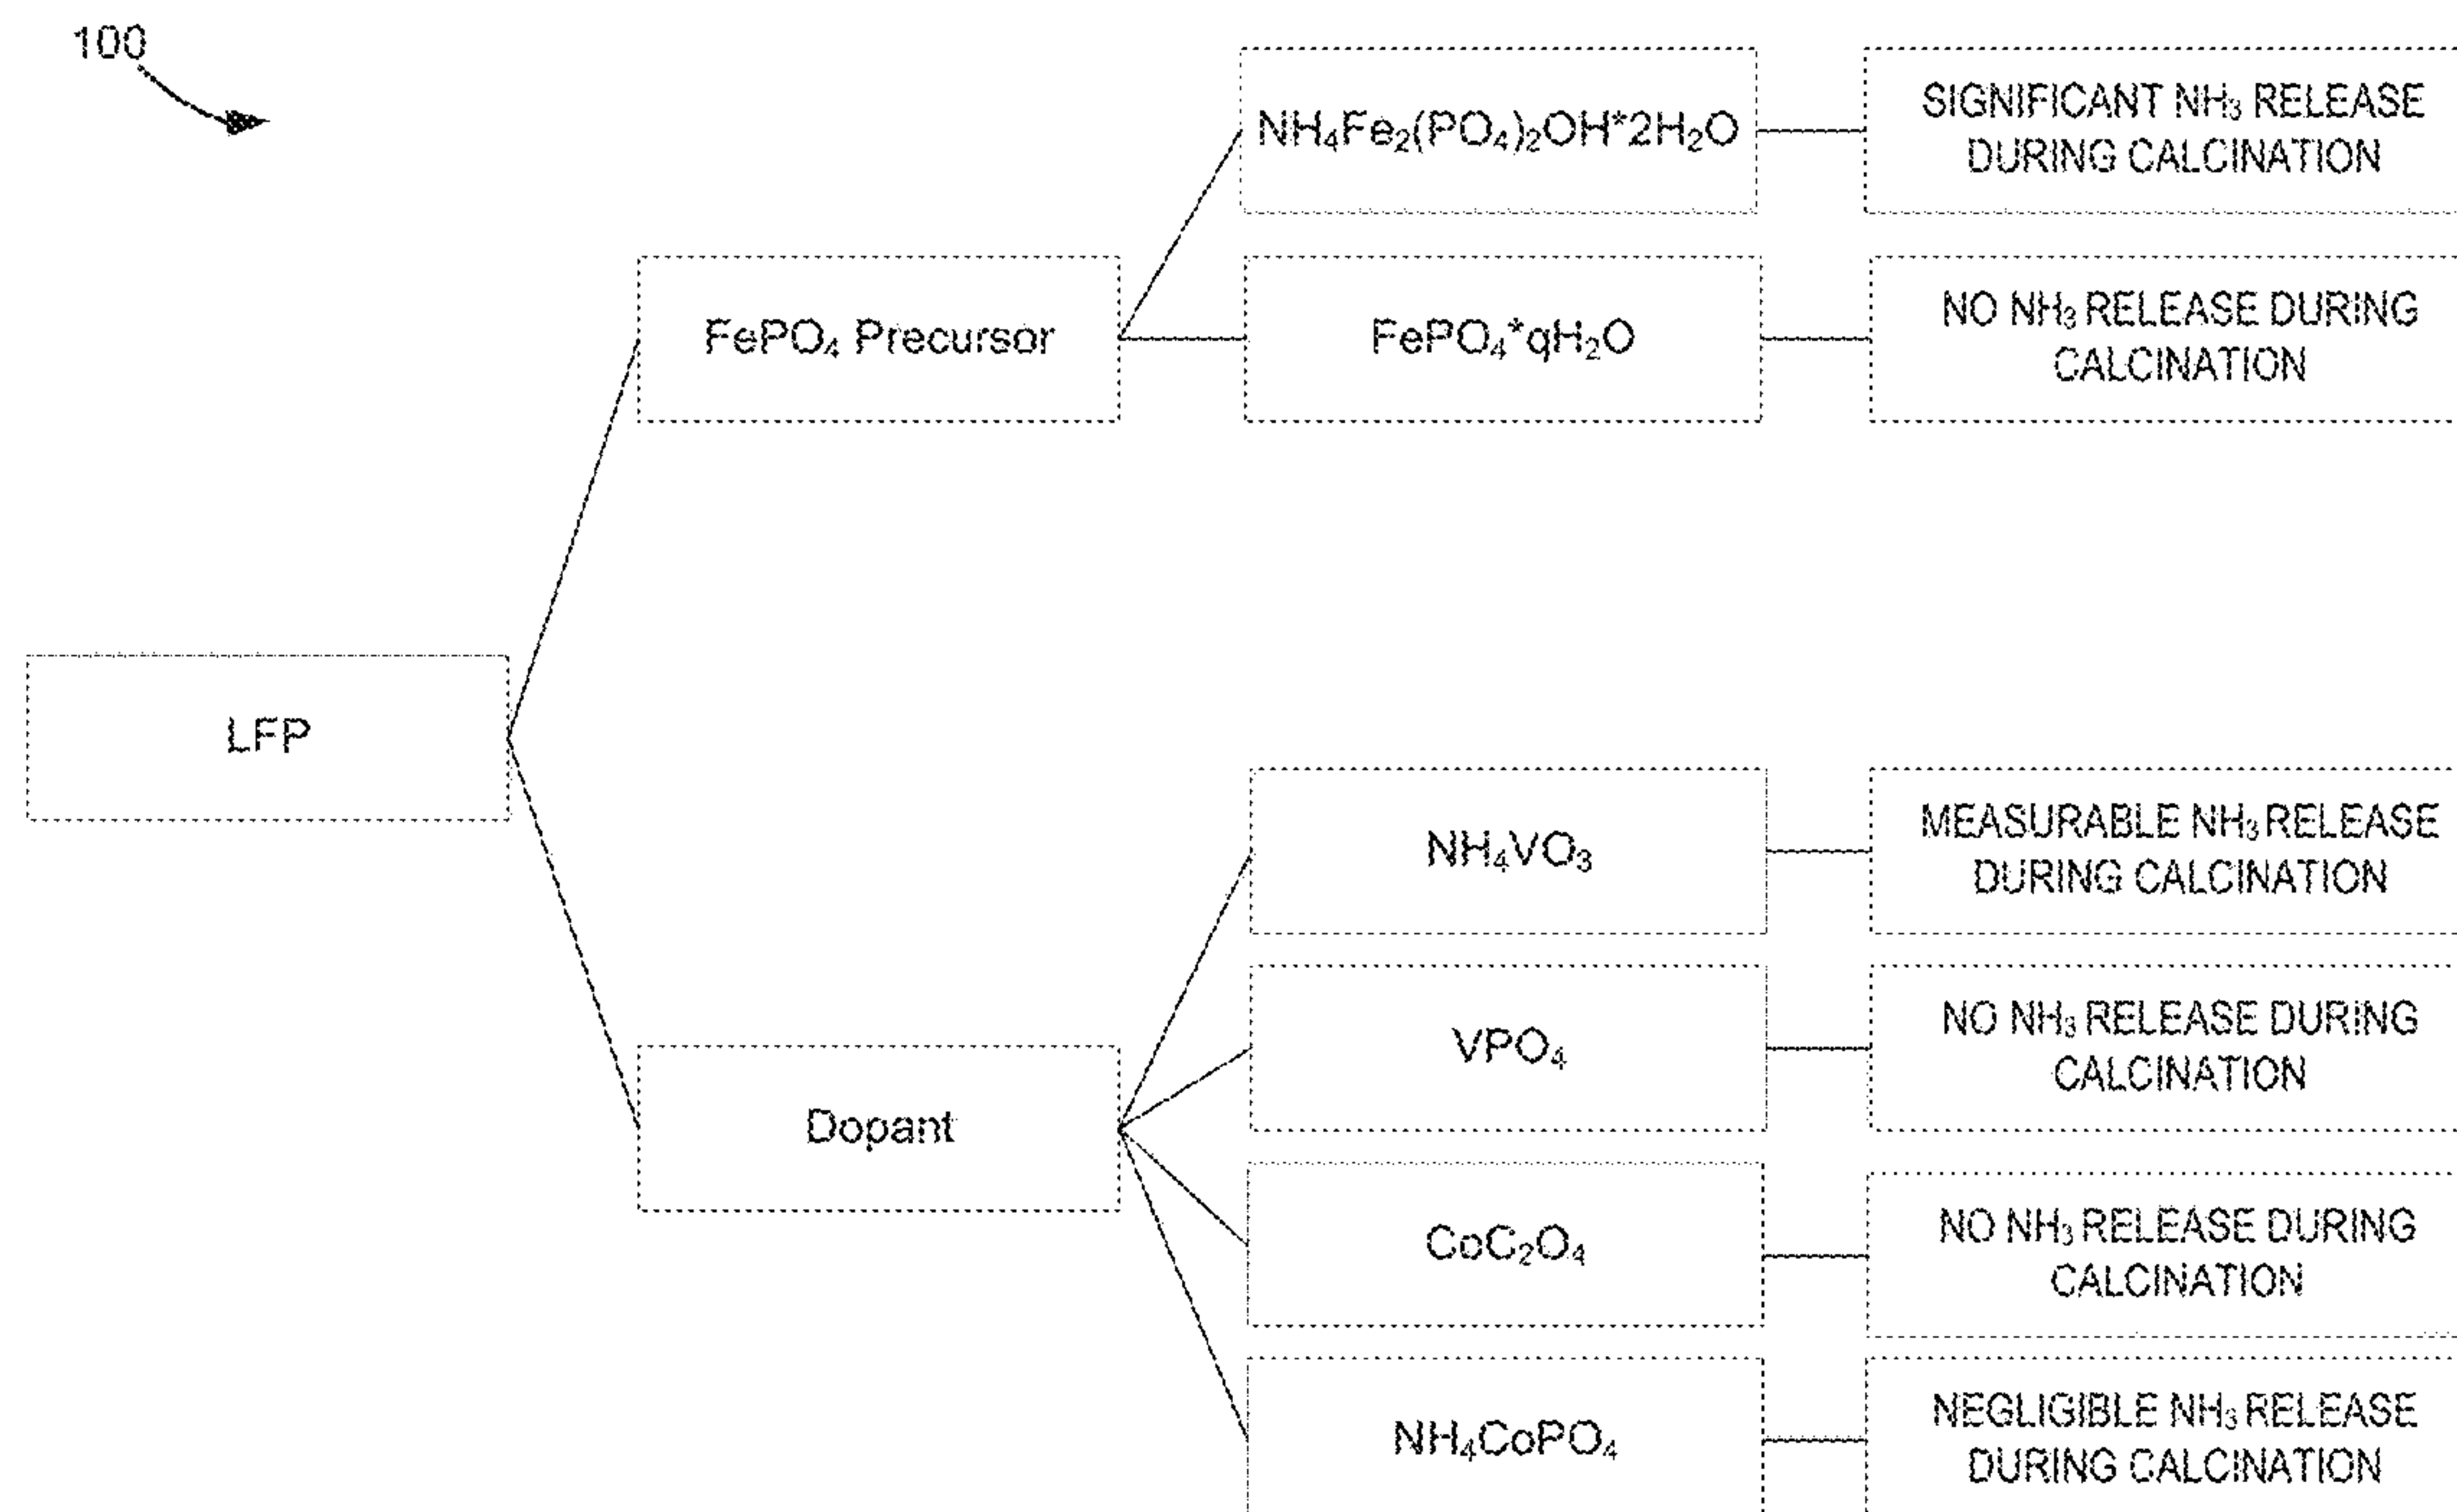 100
NH₄Fe₂(PO₄)₂OH*2H₂O
SIGNIFICANT NH₃ RELEASE
DURING CALCINATION
FePO₄ Precursor
FePO₄*qH₂O
NO NH₃ RELEASE DURING
CALCINATION
LFP
NH₄VO₃
MEASURABLE NH₃ RELEASE
DURING CALCINATION
VPO₄
NO NH₃ RELEASE DURING
CALCINATION
Dopant
CoC₂O₄
NO NH₃ RELEASE DURING
CALCINATION
NH₄CoPO₄
NEGLIGIBLE NH₃ RELEASE
DURING CALCINATION